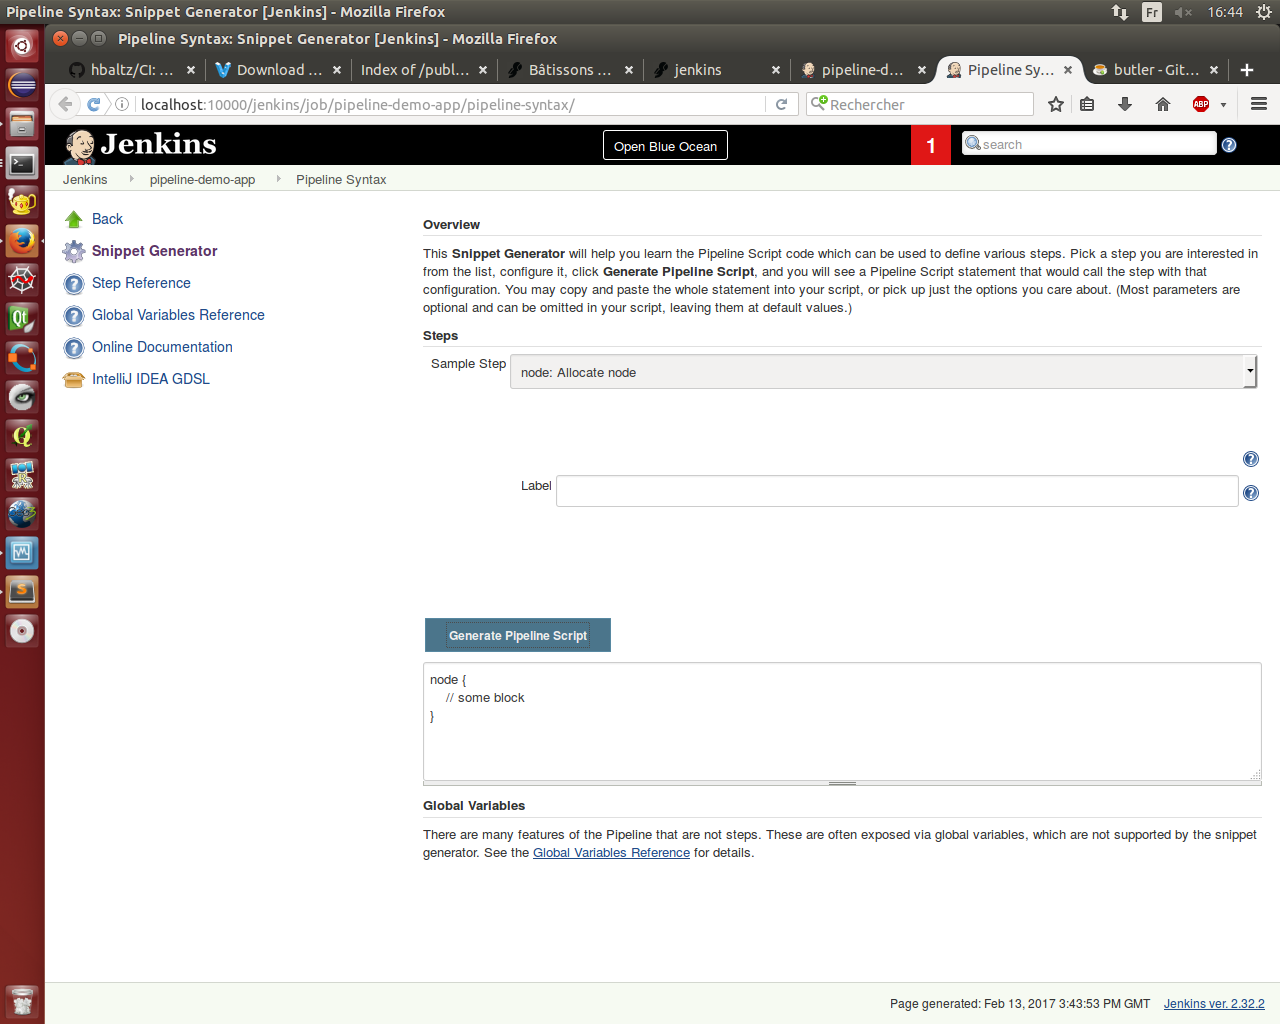 Pipeline Syntax: Snippet Generator [Jenkins] - Mozilla Firefox
Fr
16:44
Pipeline Syntax: Snippet Generator [Jenkins] - Mozilla Firefox
hbaltz/CI: ...
Download ...
Index of /publ...
Bâtissons ...
jenkins
pipeline-d...
Pipeline Sy...
butler - Git...
localhost:10000/jenkins/job/pipeline-demo-app/pipeline-syntax/
Rechercher
ABP
Jenkins
Open Blue Ocean
1
search
Jenkins
pipeline-demo-app
Pipeline Syntax
Back
Snippet Generator
Step Reference
Global Variables Reference
Online Documentation
IntelliJ IDEA GDSL
Overview
This Snippet Generator will help you learn the Pipeline Script code which can be used to define various steps. Pick a step you are interested in
from the list, configure it, click Generate Pipeline Script, and you will see a Pipeline Script statement that would call the step with that
configuration. You may copy and paste the whole statement into your script, or pick up just the options you care about. (Most parameters are
optional and can be omitted in your script, leaving them at default values.)
Steps
Sample Step
node: Allocate node
Label
Generate Pipeline Script
node {
// some block
}
Global Variables
There are many features of the Pipeline that are not steps. These are often exposed via global variables, which are not supported by the snippet
generator. See the Global Variables Reference for details.
Page generated: Feb 13, 2017 3:43:53 PM GMT
Jenkins ver. 2.32.2